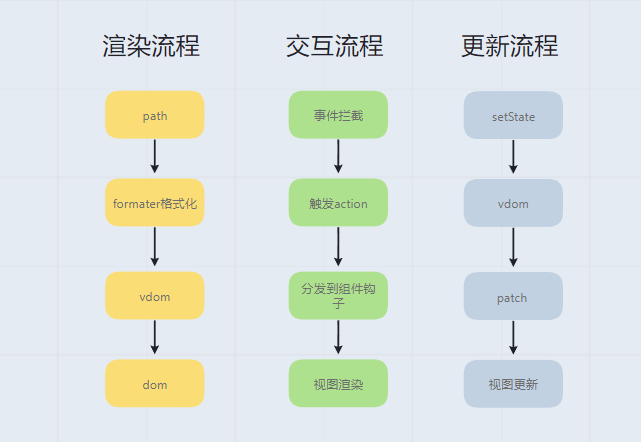 渲染流程
交互流程
更新流程
path
事件拦截
setState
formater格式化
触发action
vdom
vdom
分发到组件钩
子
patch
dom
视图渲染
视图更新